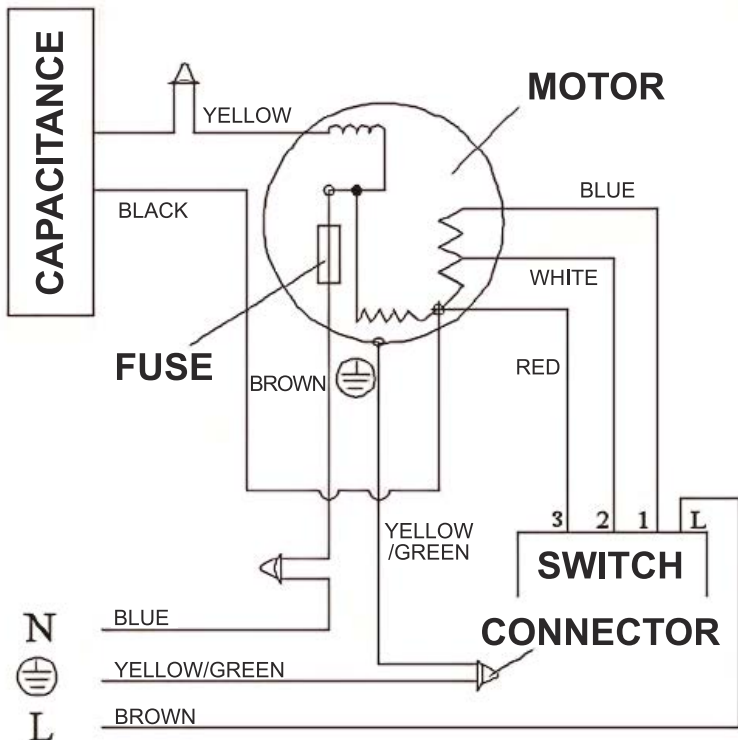 CAPACITANCE
YELLOW
MOTOR
BLACK
BLUE
WHITE
FUSE
BROWN
RED
YELLOW
/GREEN
3 2 1 L
SWITCH
CONNECTOR
N BLUE
YELLOW/GREEN
L BROWN